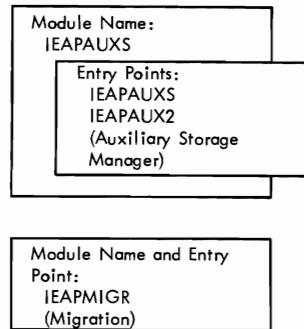 Module Name:
IEAPAUXS
Entry Points:
IEAPAUXS
IEAPAUX2
(Auxiliary Storage
Manager)
Module Name and Entry
Point:
IEAPMIGR
(Migration)